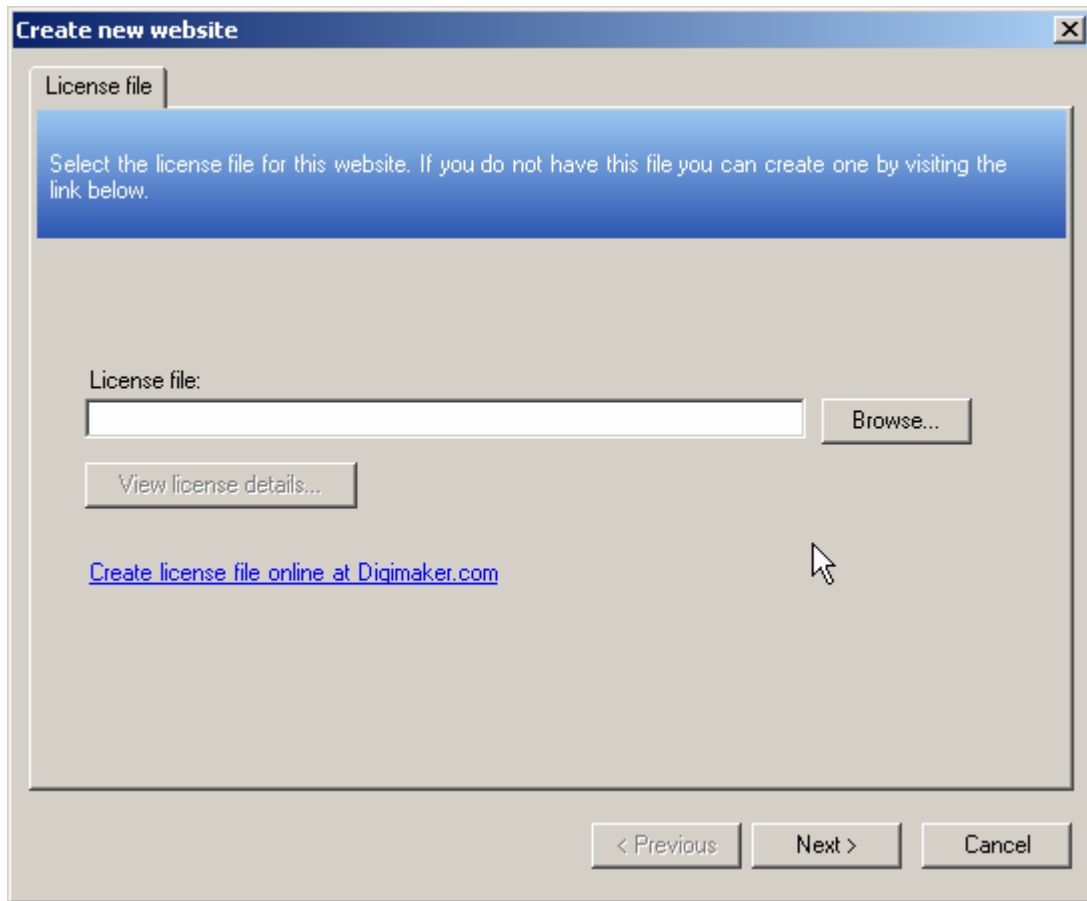 Create new website
License file
Select the license file for this website. If you do not have this file you can create one by visiting the
link below.
License file:
Browse...
View license details...
Create license file online at Digimaker.com
< Previous
Next >
Cancel